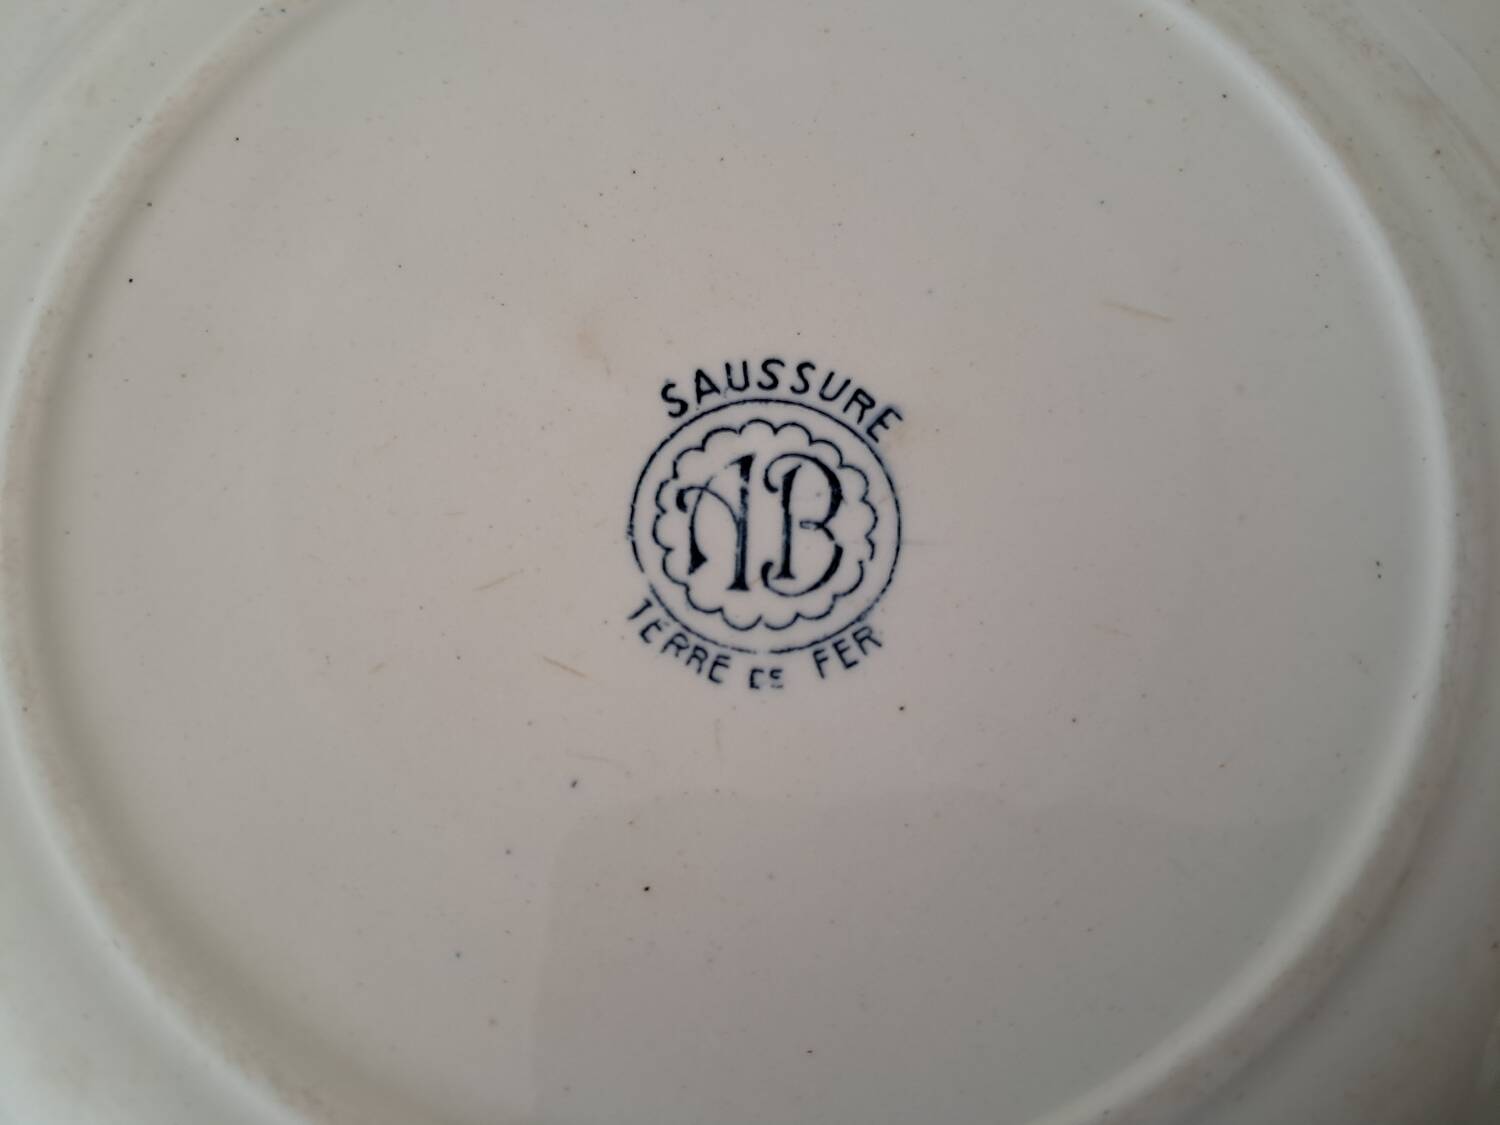 SAUSSURE
AB
TERRE DE FER